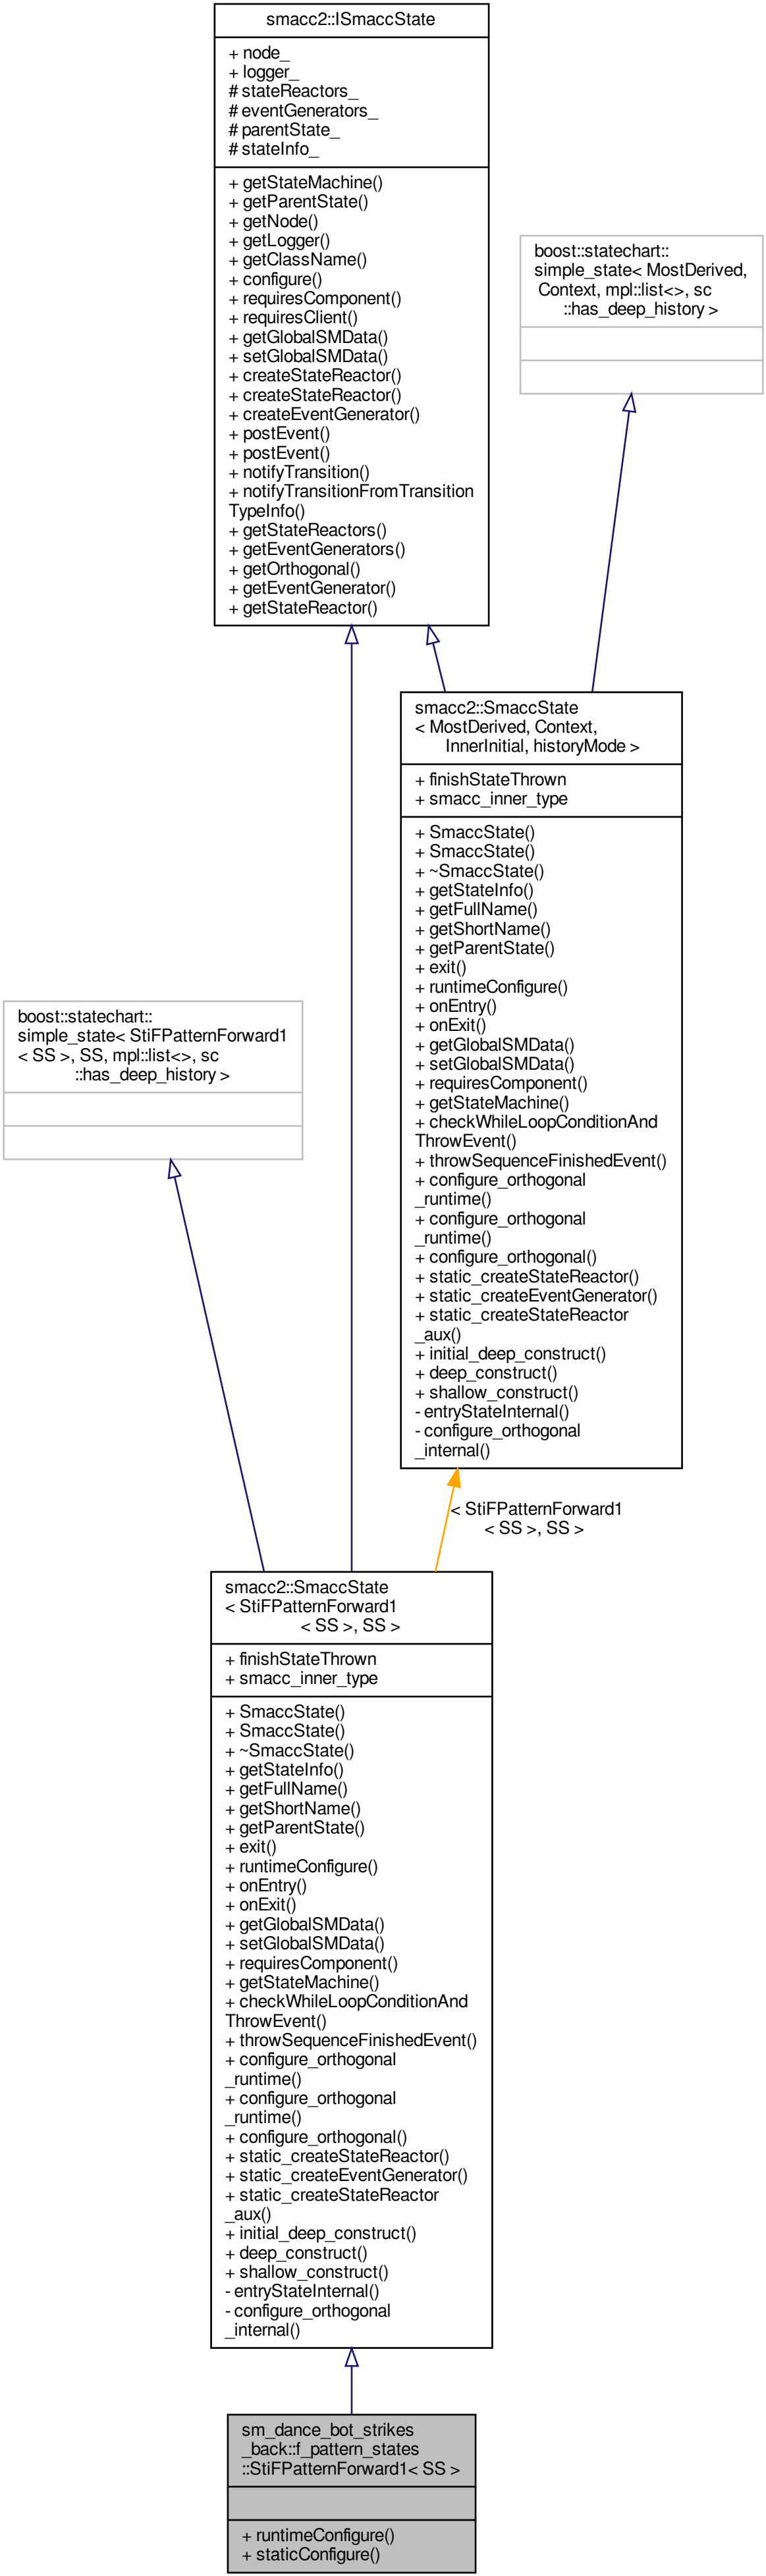 smacc2::ISmaccState
+ node_
+ logger_
# stateReactors_
# eventGenerators_
# parentState_
# stateInfo_
+ getStateMachine()
+ getParentState()
+ getNode()
+ getLogger()
+ getClassName()
+ configure()
+ requiresComponent()
+ requiresClient()
+ getGlobalSMData()
+ setGlobalSMData()
+ createStateReactor()
+ createStateReactor()
+ createEventGenerator()
+ postEvent()
+ postEvent()
+ notifyTransition()
+ notifyTransitionFromTransition
TypeInfo()
+ getStateReactors()
+ getEventGenerators()
+ getOrthogonal()
+ getEventGenerator()
+ getStateReactor()
boost::statechart::
simple_state< MostDerived,
Context, mpl::list<>, sc
::has_deep_history >
smacc2::SmaccState
< MostDerived, Context,
InnerInitial, historyMode >
+ finishStateThrown
+ smacc_inner_type
+ SmaccState()
+ SmaccState()
+ ~SmaccState()
+ getStateInfo()
+ getFullName()
+ getShortName()
+ getParentState()
+ exit()
+ runtimeConfigure()
+ onEntry()
+ onExit()
+ getGlobalSMData()
+ setGlobalSMData()
+ requiresComponent()
+ getStateMachine()
+ checkWhileLoopConditionAnd
ThrowEvent()
+ throwSequenceFinishedEvent()
+ configure_orthogonal
_runtime()
+ configure_orthogonal
_runtime()
+ configure_orthogonal()
+ static_createStateReactor()
+ static_createEventGenerator()
+ static_createStateReactor
_aux()
+ initial_deep_construct()
+ deep_construct()
+ shallow_construct()
- entryStateInternal()
- configure_orthogonal
_internal()
boost::statechart::
simple_state< StiFPatternForward1
< SS >, SS, mpl::list<>, sc
::has_deep_history >
< StiFPatternForward1
< SS >, SS >
smacc2::SmaccState
< StiFPatternForward1
< SS >, SS >
+ finishStateThrown
+ smacc_inner_type
+ SmaccState()
+ SmaccState()
+ ~SmaccState()
+ getStateInfo()
+ getFullName()
+ getShortName()
+ getParentState()
+ exit()
+ runtimeConfigure()
+ onEntry()
+ onExit()
+ getGlobalSMData()
+ setGlobalSMData()
+ requiresComponent()
+ getStateMachine()
+ checkWhileLoopConditionAnd
ThrowEvent()
+ throwSequenceFinishedEvent()
+ configure_orthogonal
_runtime()
+ configure_orthogonal
_runtime()
+ configure_orthogonal()
+ static_createStateReactor()
+ static_createEventGenerator()
+ static_createStateReactor
_aux()
+ initial_deep_construct()
+ deep_construct()
+ shallow_construct()
- entryStateInternal()
- configure_orthogonal
_internal()
sm_dance_bot_strikes
_back::f_pattern_states
::StiFPatternForward1< SS >
+ runtimeConfigure()
+ staticConfigure()